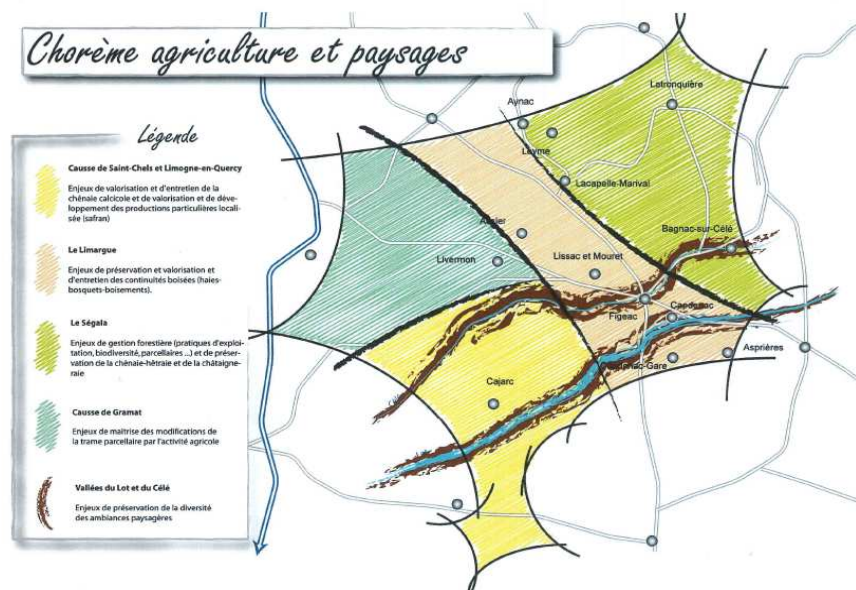 Chorème agriculture et paysages
Légende
Causse de Saint-Chels et Limogne-en-Quercy
Enjeux de valorisation et d'entretien de la
chênaie calcicole et de valorisation et de déve-
loppement des productions particulières locali-
sée (safran)
Le Limargue
Enjeux de préservation et valorisation et
d'entretien des continuités boisées (haies-
bosquets-boisements).
Le Ségala
Enjeux de gestion forestière (pratiques d'exploi-
tation, biodiversité, parcellaires ...) et de préser-
vation de la chênaie-hêtraie et de la châtaigne-
raie
Causse de Gramat
Enjeux de maîtrise des modifications de
la trame parcellaire par l'activité agricole
Vallées du Lot et du Célé
Enjeux de préservation de la diversité
des ambiances paysagères
Latronquière
Aynac
Leyme
Lacapelle-Marival
Bagnac-sur-Célé
Assier
Livernon
Lissac et Mouret
Capdenac
Figeac
Asprières
Capdenac-Gare
Cajarc